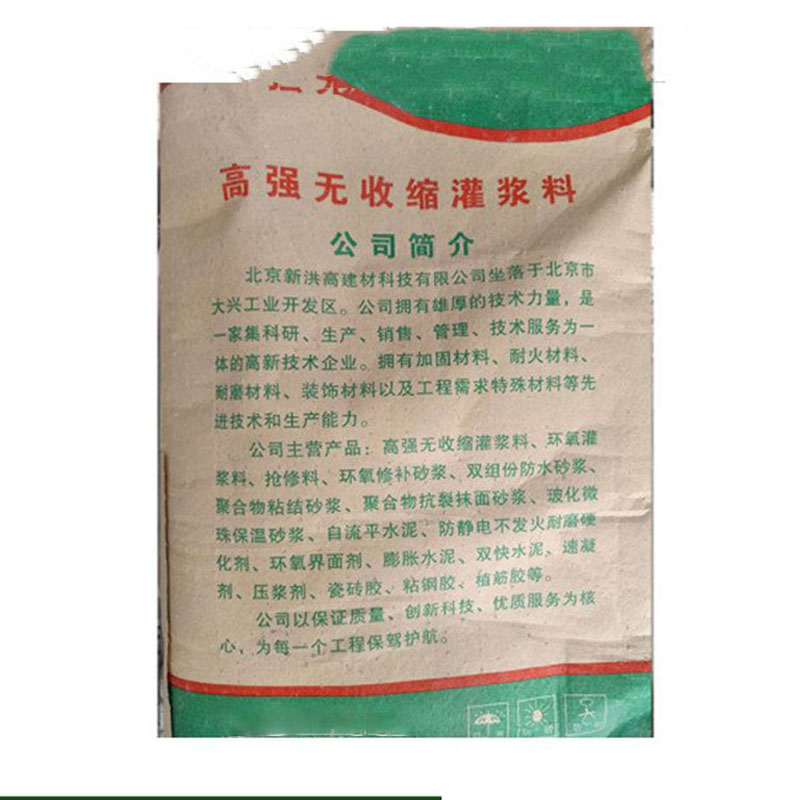 高强无收缩灌浆料
公司简介
北京新洪高建材科技有限公司坐落于北京市
大兴工业开发区。公司拥有雄厚的技术力量，是
一家集科研、生产、销售、管理、技术服务为一
体的高新技术企业。拥有加固材料、耐火材料、
耐磨材料、装饰材料以及工程需求特殊材料等先
进技术和生产能力。
公司主营产品：高强无收缩灌浆料、环氧灌
浆料、抢修料、环氧修补砂浆、双组份防水砂浆、
聚合物粘结砂浆、聚合物抗裂抹面砂浆、玻化微
珠保温砂浆、自流平水泥、防静电不发火耐磨硬
化剂、环氧界面剂、膨胀水泥、双快水泥、速凝
剂、压浆剂、瓷砖胶、粘钢胶、植筋胶等。
公司以保证质量、创新科技、优质服务为核
心，为每一个工程保驾护航。